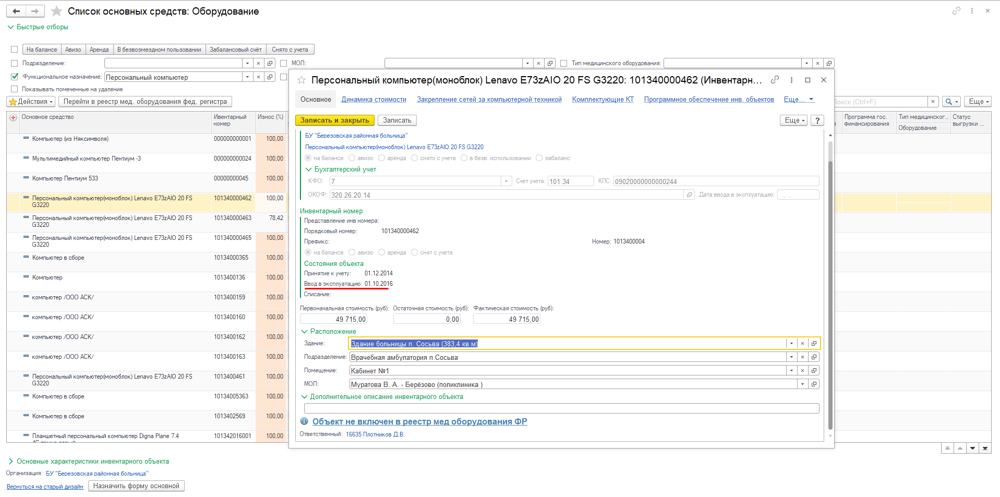 Список основных средств: Оборудование
Быстрые отборы
На балансе Авизо Аренда В безвозмездном пользовании Забалансовый счёт Снято с учета
Подразделение: МОЛ: Тип медицинского оборудования:
Функциональное назначение: Персональный компьютер
Показывать помеченные на удаление
Действия Перейти в реестр мед. оборудования фед. регистра
Поиск (Ctrl+F) Еще
Основное средство Ивентарный номер Износ (%)
Программа гос. финансирования Тип медицинског... Оборудование Статус выгрузки ...
Компьютер (из Няксимволя) 000000000001 100,00
Мультимедийный компьютер Пентиум -3 000000000024 100,00
Компьютер Пентиум 533 00000000045 100,00
Персональный компьютер(моноблок) Lenavo E73zAIO 20 FS G3220 101340000462 100,00
Персональный компьютер(моноблок) Lenavo E73zAIO 20 FS G3220 101340000463 78,42
Персональный компьютер(моноблок) Lenavo E73zAIO 20 FS G3220 101340000465 100,00
Компьютер в сборе 10134000365 100,00
Компьютер 1013400136 100,00
компьютер /ООО АСК/ 1013400159 100,00
компьютер /ООО АСК/ 1013400160 100,00
компьютер /ООО АСК/ 1013400162 100,00
компьютер /ООО АСК/ 1013400163 100,00
Персональный компьютер(моноблок) Lenavo E73zAIO 20 FS G3220 1013400461 100,00
Компьютер в сборе 10134005363 100,00
Компьютер в сборе 1013402569 100,00
Планшетный персональный компьютер Digna Plane 7.4 101342016001 100,00
Основные характеристики инвентарного объекта
Организация: БУ "Березовская районная больница"
Вернуться на старый дизайн Назначить форму основной
Персональный компьютер(моноблок) Lenavo E73zAIO 20 FS G3220: 101340000462 (Инвентарн...
Основное Динамика стоимости Закрепление сетей за компьютерной техникой Комплектующие КТ Программное обеспечение инв. объектов Еще...
Записать и закрыть Записать Еще ?
БУ "Березовская районная больница"
Персональный компьютер(моноблок) Lenavo E73zAIO 20 FS G3220
на балансе авизо аренда снято с учета в безв. использовании забаланс
Бухгалтерский учет
КФО: 7 Счет учета: 101.34 КПС: 09020000000000244
ОКОФ: 320.26.20.14 Дата ввода в эксплуатацию: . .
Инвентарный номер
Представление инв номера:
Порядковый номер: 101340000462
Префикс: Номер: 1013400004
на балансе авизо аренда снят с учета
Состояния объекта
Принятие к учету: 01.12.2014
Ввод в эксплуатацию: 01.10.2016
Списание:
Первоначальная стоимость (руб): Остаточная стоимость (руб): Фактическая стоимость (руб):
49 715,00 0,00 49 715,00
Расположение
Здание: Здание больницы п. Сосьва (383,4 кв.м)
Подразделение: Врачебная амбулатория п.Сосьва
Помещение: Кабинет №1
МОЛ: Муратова В. А. - Берёзово (поликлиника )
Дополнительное описание инвентарного объекта
Объект не включен в реестр мед оборудования ФР
Ответственный: 16635 Плотников Д.В.